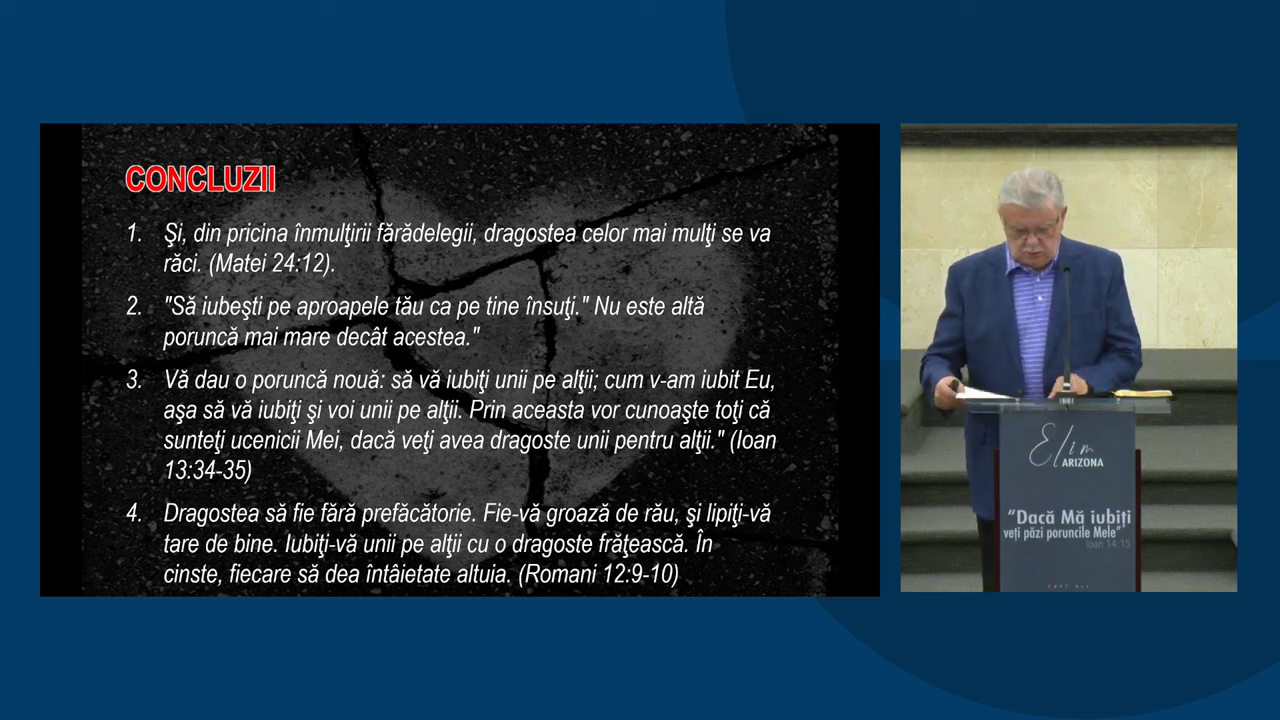 CONCLUZII
1. Şi, din pricina înmulţirii fărădelegii, dragostea celor mai mulţi se va
răci. (Matei 24:12).
2. "Să iubeşti pe aproapele tău ca pe tine însuţi." Nu este altă
poruncă mai mare decât acestea."
3. Vă dau o poruncă nouă: să vă iubiţi unii pe alţii; cum v-am iubit Eu,
aşa să vă iubiţi şi voi unii pe alţii. Prin aceasta vor cunoaşte toţi că
sunteţi ucenicii Mei, dacă veţi avea dragoste unii pentru alţii." (Ioan
13:34-35)
4. Dragostea să fie fără prefăcătorie. Fie-vă groază de rău, şi lipiţi-vă
tare de bine. Iubiţi-vă unii pe alţii cu o dragoste frăţească. În
cinste, fiecare să dea întâietate altuia. (Romani 12:9-10)
Elim
ARIZONA
"Dacă Mă iubiți
veți păzi poruncile Mele"
Ioan 14:15